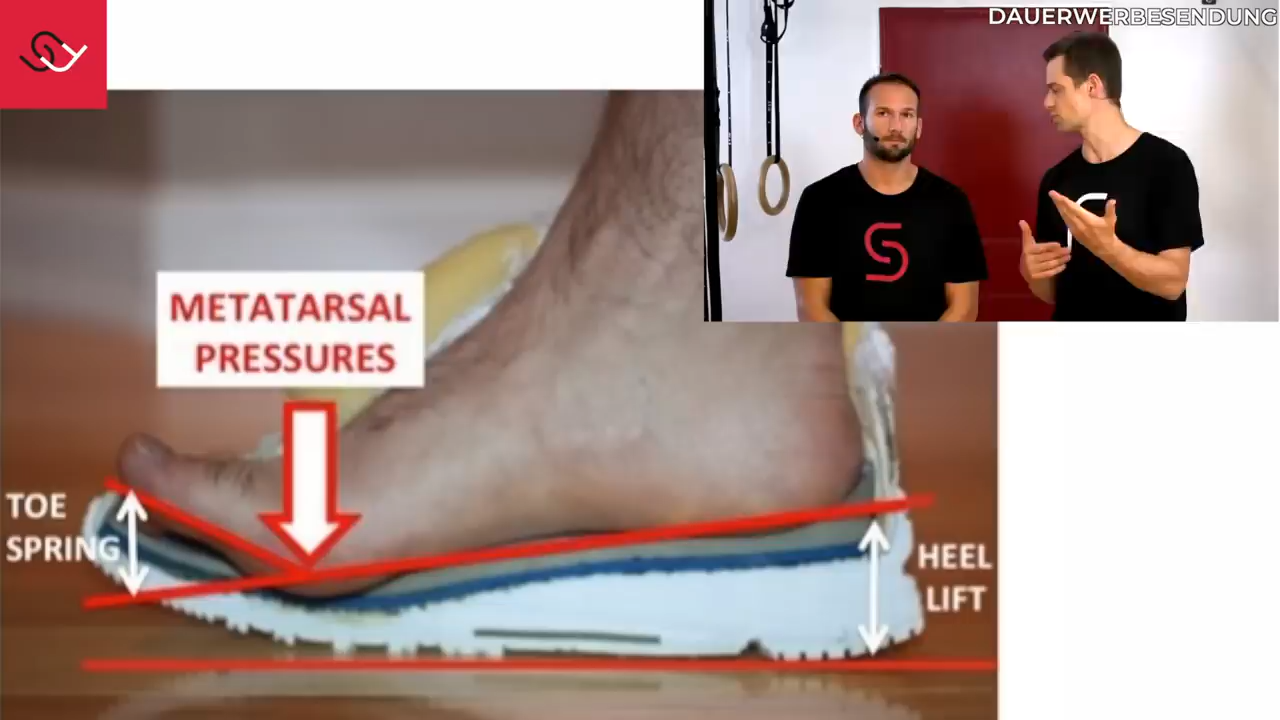 DAUERWERBESENDUNG
METATARSAL
PRESSURES
TOE
SPRING
HEEL
LIFT